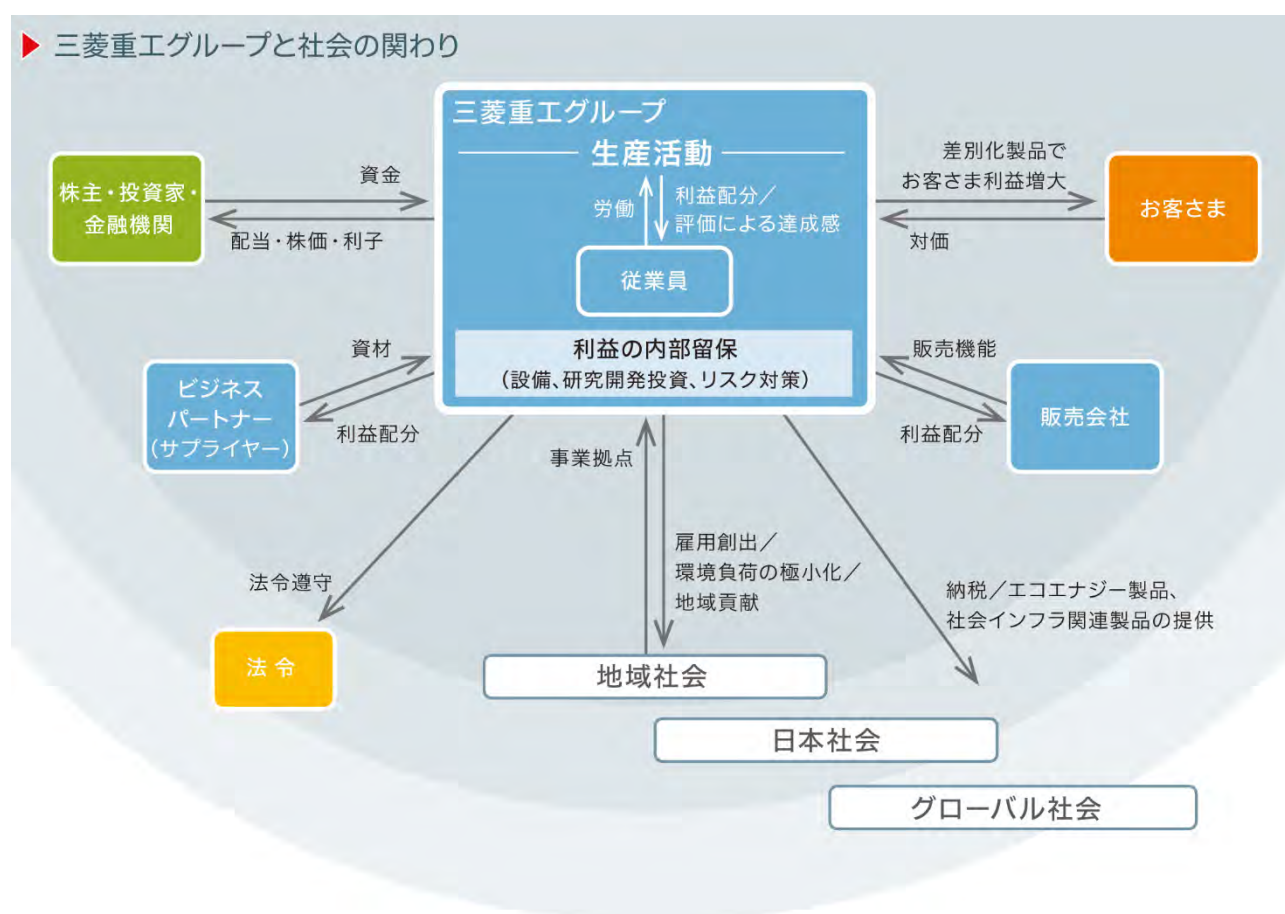 三菱重工グループと社会の関わり
三菱重工グループ
生産活動
労働
利益配分／
評価による達成感
従業員
利益の内部留保
(設備、研究開発投資、リスク対策)
株主・投資家・
金融機関
資金
配当・株価・利子
差別化製品で
お客さま利益増大
対価
お客さま
ビジネス
パートナー
(サプライヤー)
資材
利益配分
販売機能
利益配分
販売会社
法令遵守
法令
事業拠点
雇用創出／
環境負荷の極小化／
地域貢献
納税／エコエナジー製品、
社会インフラ関連製品の提供
地域社会
日本社会
グローバル社会